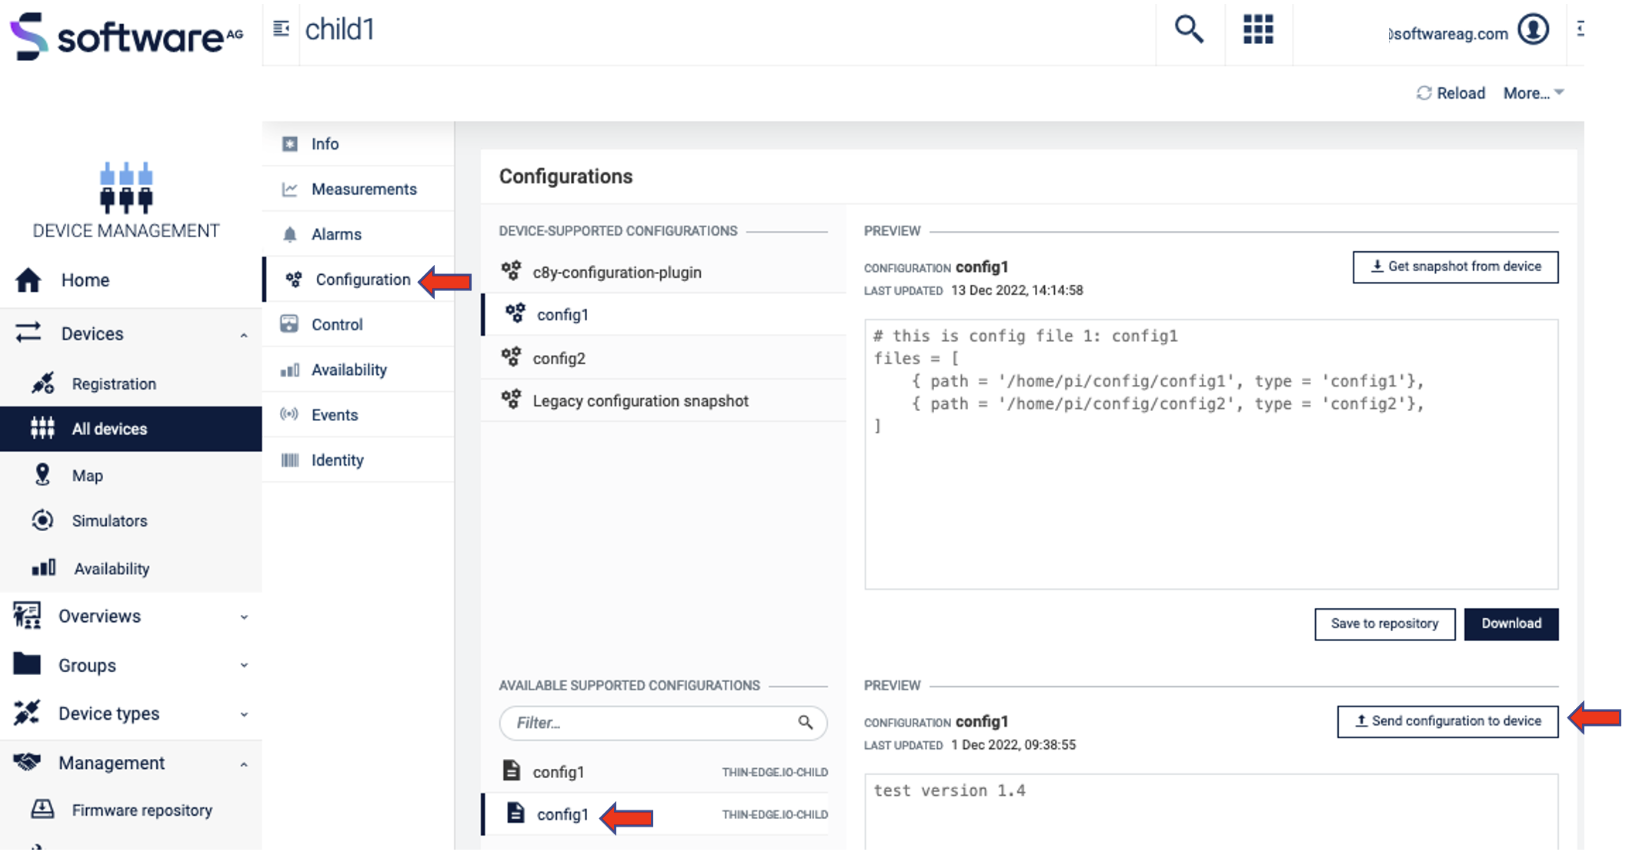 software AG
child1
@softwareag.com
Reload
More...
DEVICE MANAGEMENT
Home
Devices
Registration
All devices
Map
Simulators
Availability
Overviews
Groups
Device types
Management
Firmware repository
Info
Measurements
Alarms
Configuration
Control
Availability
Events
Identity
Configurations
DEVICE-SUPPORTED CONFIGURATIONS
c8y-configuration-plugin
config1
config2
Legacy configuration snapshot
PREVIEW
CONFIGURATION config1
LAST UPDATED 13 Dec 2022, 14:14:58
Get snapshot from device
# this is config file 1: config1
files = [
{ path = '/home/pi/config/config1', type = 'config1'},
{ path = '/home/pi/config/config2', type = 'config2'},
]
Save to repository
Download
AVAILABLE SUPPORTED CONFIGURATIONS
Filter...
config1 THIN-EDGE.IO-CHILD
config1 THIN-EDGE.IO-CHILD
PREVIEW
CONFIGURATION config1
LAST UPDATED 1 Dec 2022, 09:38:55
Send configuration to device
test version 1.4